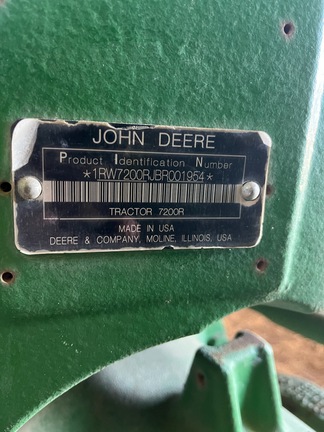 JOHN DEERE
Product Identification Number
*1RW7200RJBR001954*
TRACTOR 7200R
MADE IN USA
DEERE & COMPANY, MOLINE, ILLINOIS, USA